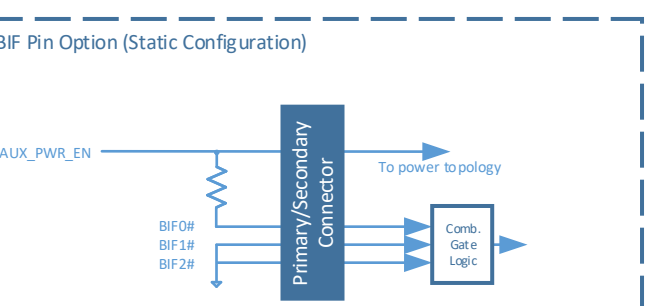 BIF Pin Option (Static Configuration)
AUX_PWR_EN
Primary/Secondary
Connector
To power topology
BIF0#
BIF1#
BIF2#
Comb.
Gate
Logic